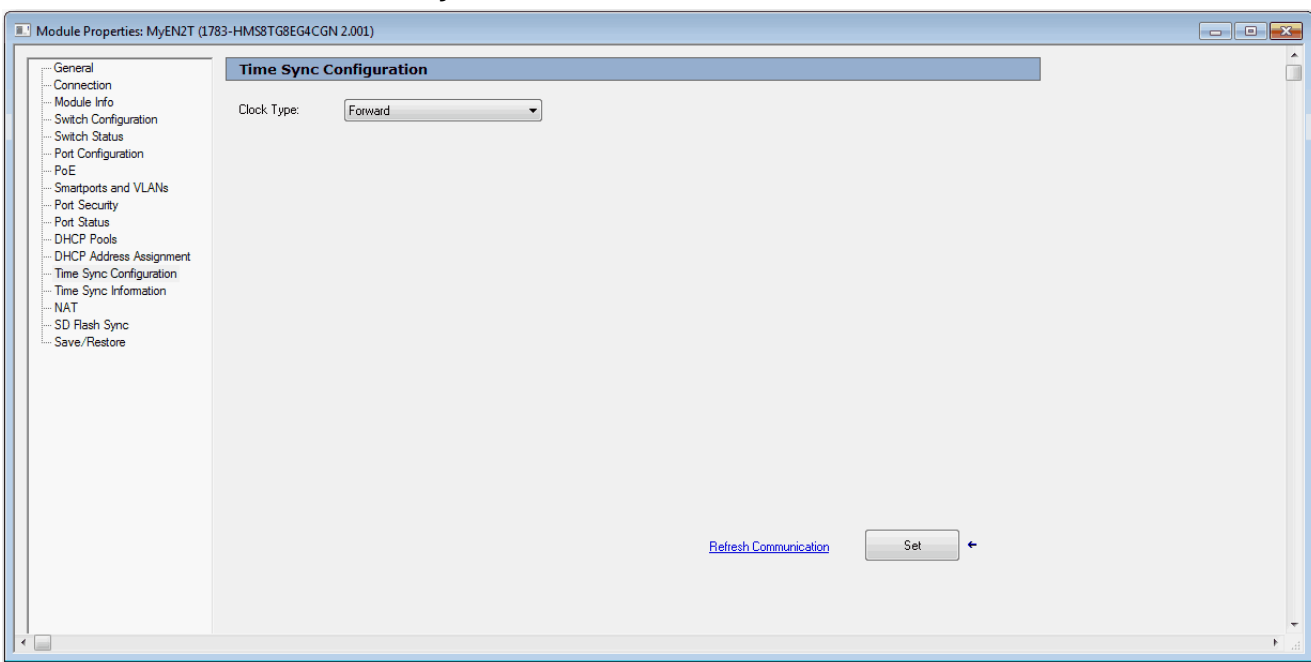 Module Properties: MyEN2T (1783-HMS8TG8EG4CGN 2.001)
General
Connection
Module Info
Switch Configuration
Switch Status
Port Configuration
PoE
Smartports and VLANs
Port Security
Port Status
DHCP Pools
DHCP Address Assignment
Time Sync Configuration
Time Sync Information
NAT
SD Flash Sync
Save/Restore
Time Sync Configuration
Clock Type: Forward
Refresh Communication Set